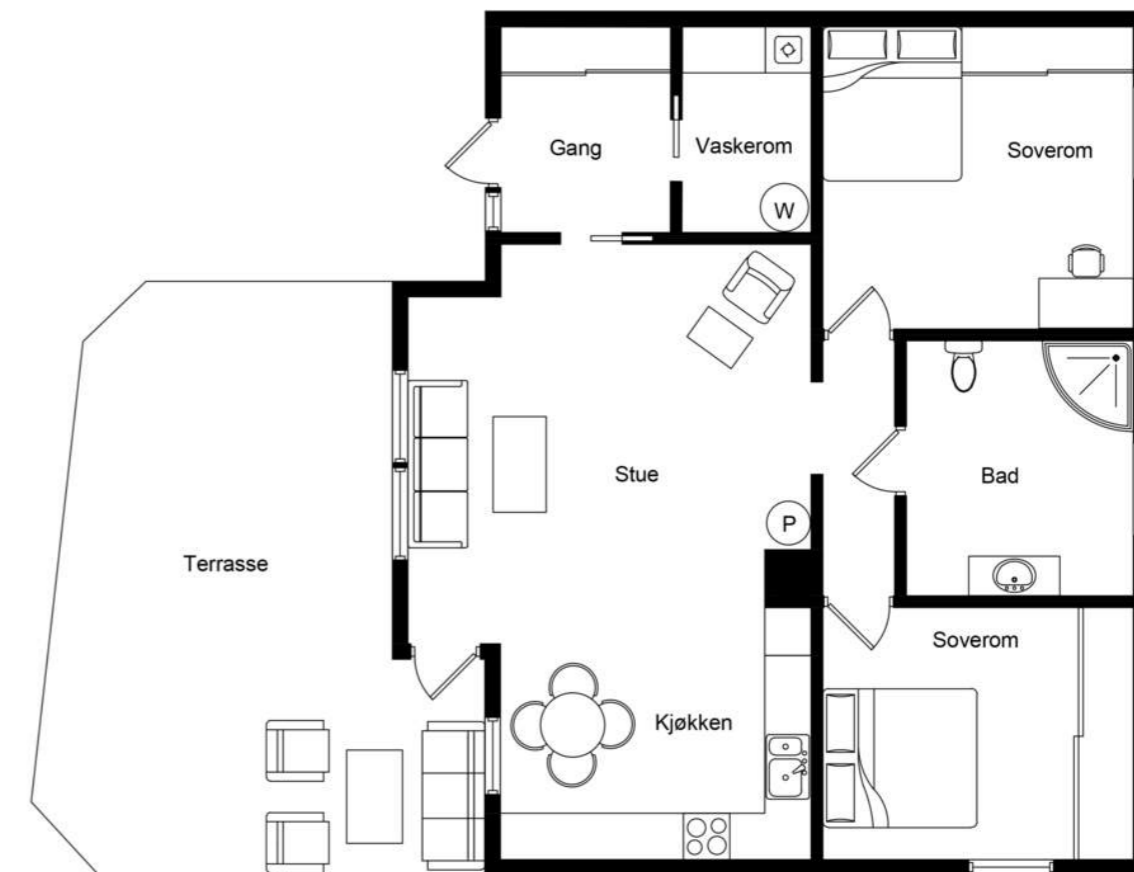 Gang
Vaskerom
Soverom
W
Stue
Bad
P
Terrasse
Soverom
Kjøkken